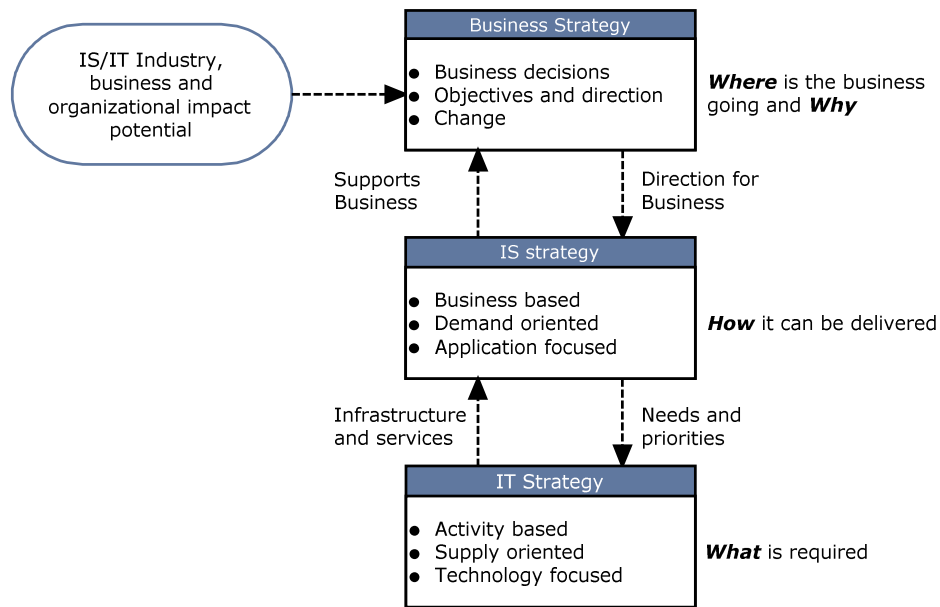 Business Strategy
IS/IT Industry,
business and
organizational impact
potential
● Business decisions
● Objectives and direction
● Change
Where is the business
going and Why
Supports
Business
Direction for
Business
IS strategy
● Business based
● Demand oriented
● Application focused
How it can be delivered
Infrastructure
and services
Needs and
priorities
IT Strategy
● Activity based
● Supply oriented
● Technology focused
What is required